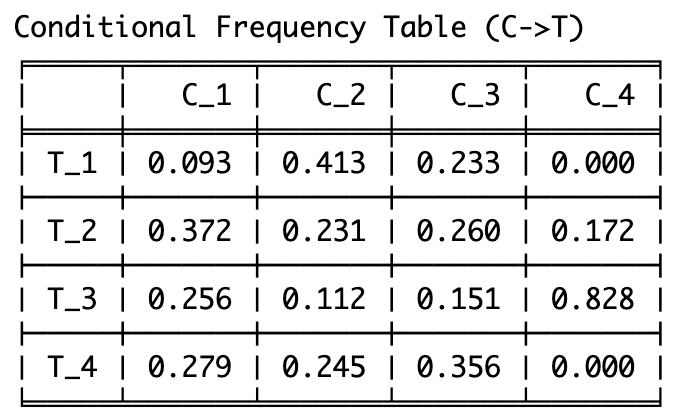 Conditional Frequency Table (C->T)
C_1 C_2 C_3 C_4
T_1 0.093 0.413 0.233 0.000
T_2 0.372 0.231 0.260 0.172
T_3 0.256 0.112 0.151 0.828
T_4 0.279 0.245 0.356 0.000